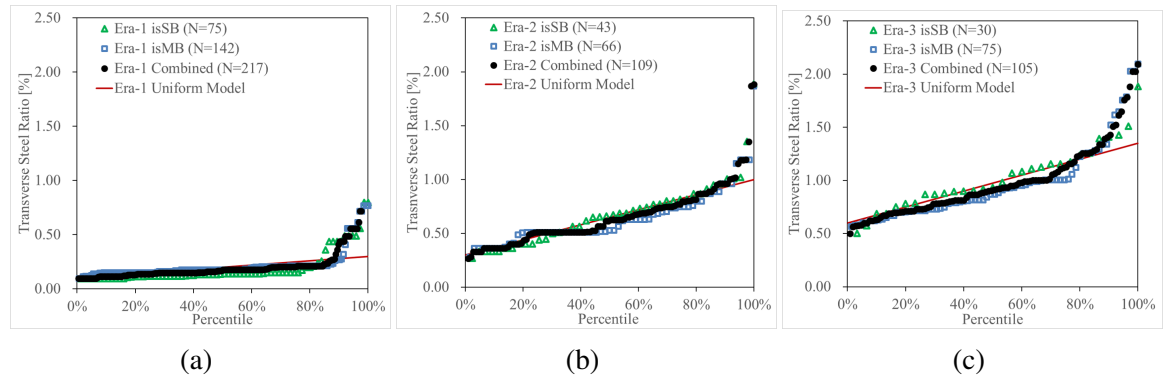 2.50
Era-1 isSB (N=75)
Era-1 isMB (N=142)
2.00
Era-1 Combined (N=217)
Era-1 Uniform Model
1.50
1.00
0.50
0.00
Transverse Steel Ratio [%]
0% 20% 40% 60% 80% 100%
Percentile
(a)
2.50
Era-2 isSB (N=43)
Era-2 isMB (N=66)
2.00
Era-2 Combined (N=109)
Era-2 Uniform Model
1.50
1.00
0.50
0.00
Trasnverse Steel Ratio [%]
0% 20% 40% 60% 80% 100%
Percentile
(b)
2.50
Era-3 isSB (N=30)
Era-3 isMB (N=75)
2.00
Era-3 Combined (N=105)
Era-3 Uniform Model
1.50
1.00
0.50
0.00
Transverse Steel Ratio [%]
0% 20% 40% 60% 80% 100%
Percentile
(c)